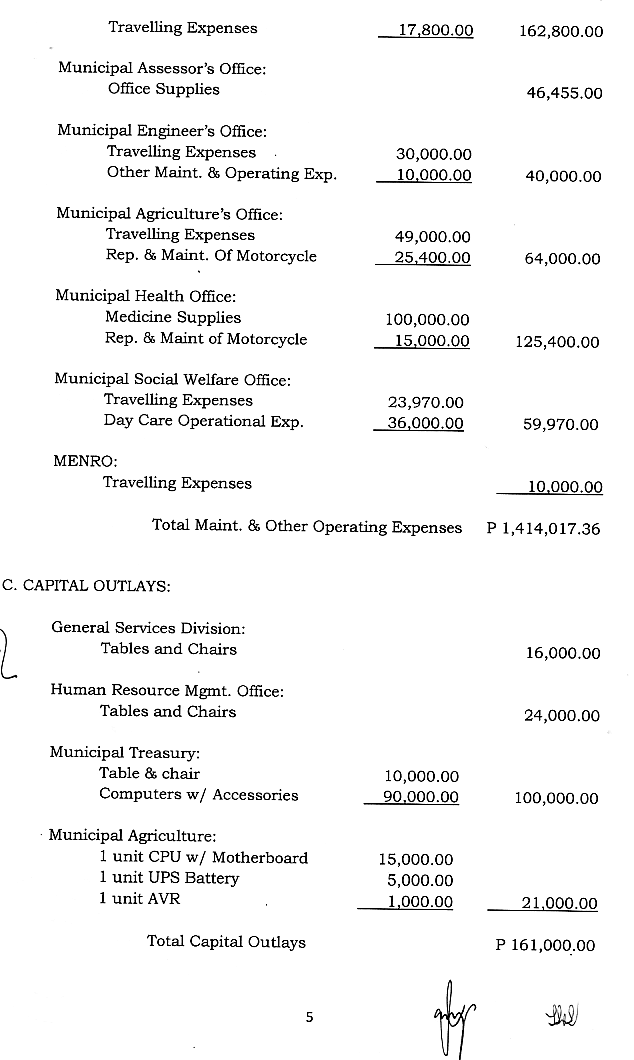 Travelling Expenses 17,800.00 162,800.00
Municipal Assessor's Office:
Office Supplies 46,455.00
Municipal Engineer's Office:
Travelling Expenses 30,000.00
Other Maint. & Operating Exp. 10,000.00 40,000.00
Municipal Agriculture's Office:
Travelling Expenses 49,000.00
Rep. & Maint. Of Motorcycle 25,400.00 64,000.00
Municipal Health Office:
Medicine Supplies 100,000.00
Rep. & Maint of Motorcycle 15,000.00 125,400.00
Municipal Social Welfare Office:
Travelling Expenses 23,970.00
Day Care Operational Exp. 36,000.00 59,970.00
MENRO:
Travelling Expenses 10,000.00
Total Maint. & Other Operating Expenses P 1,414,017.36
C. CAPITAL OUTLAYS:
General Services Division:
Tables and Chairs 16,000.00
Human Resource Mgmt. Office:
Tables and Chairs 24,000.00
Municipal Treasury:
Table & chair 10,000.00
Computers w/ Accessories 90,000.00 100,000.00
Municipal Agriculture:
1 unit CPU w/ Motherboard 15,000.00
1 unit UPS Battery 5,000.00
1 unit AVR 1,000.00 21,000.00
Total Capital Outlays P 161,000.00
5